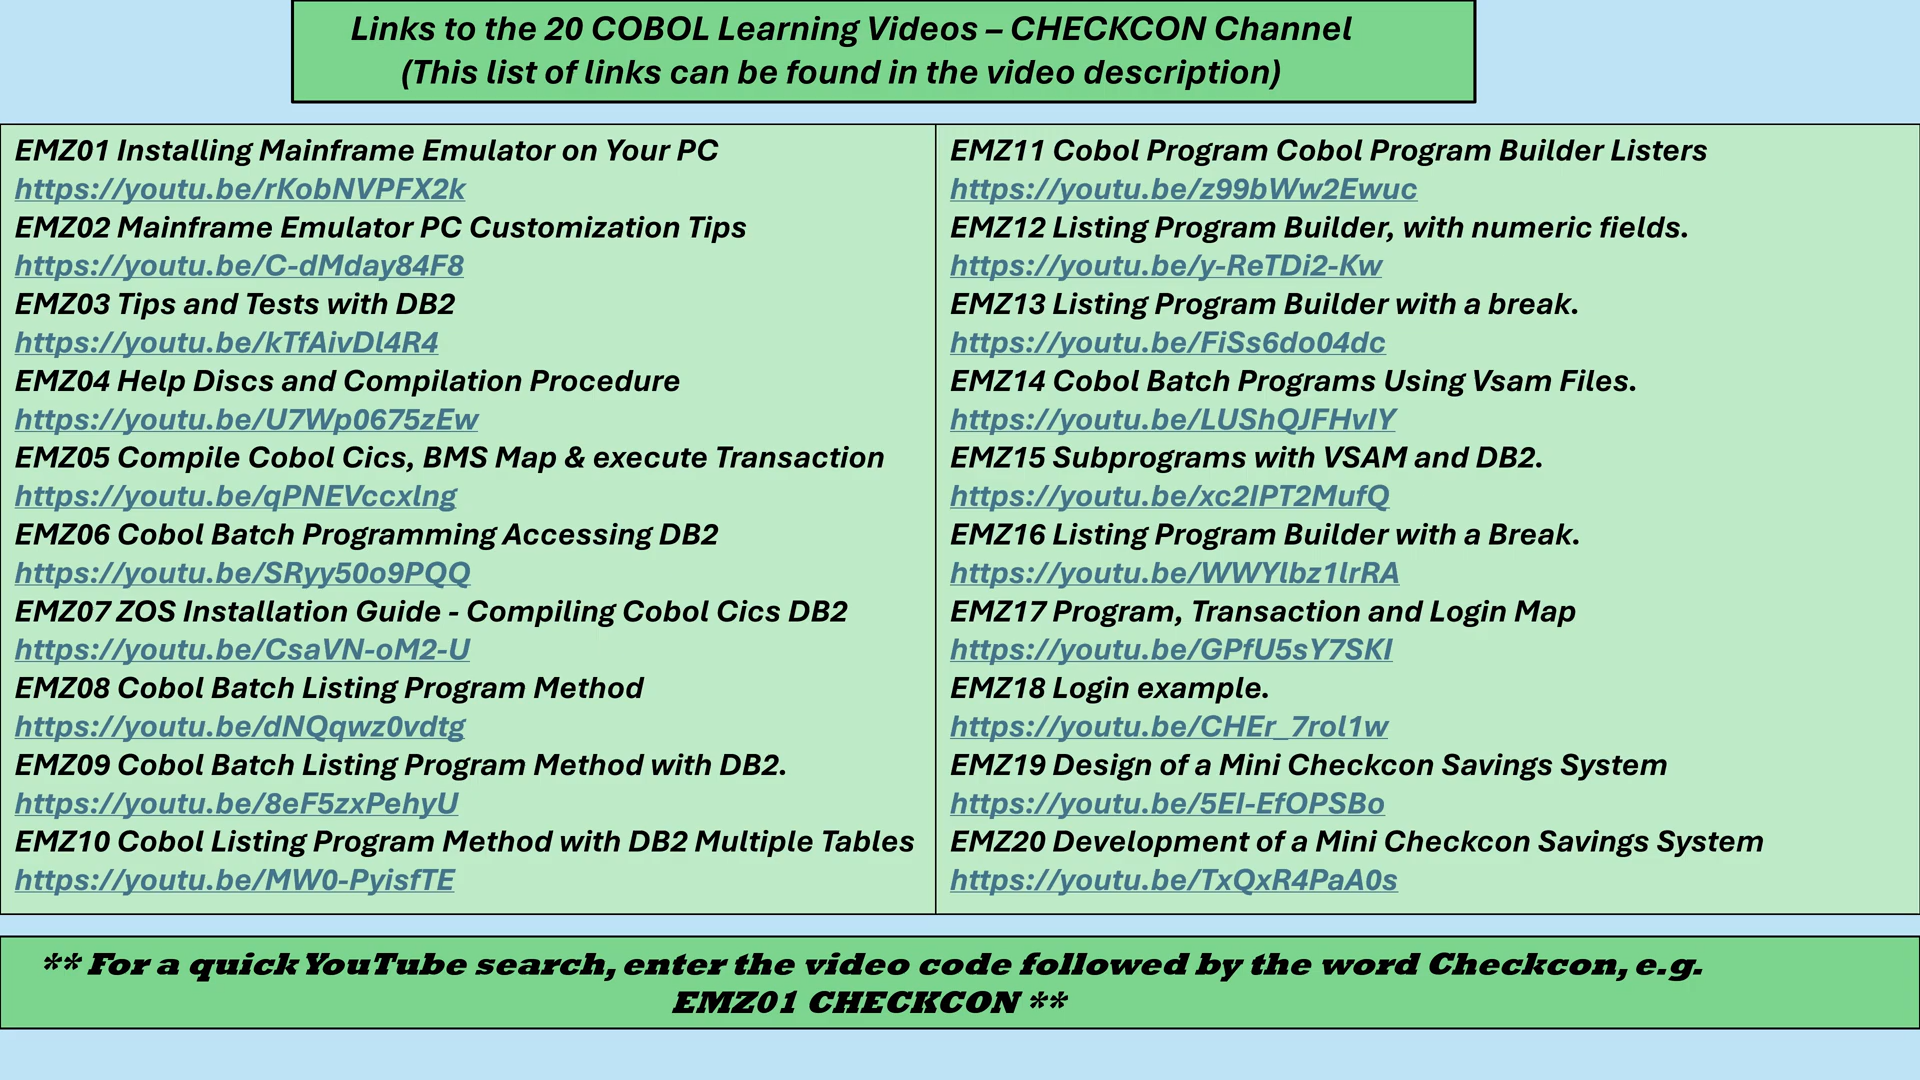 Links to the 20 COBOL Learning Videos – CHECKCON Channel
(This list of links can be found in the video description)
EMZ01 Installing Mainframe Emulator on Your PC
https://youtu.be/rKobNVPFX2k
EMZ02 Mainframe Emulator PC Customization Tips
https://youtu.be/C-dMday84F8
EMZ03 Tips and Tests with DB2
https://youtu.be/kTfAivDl4R4
EMZ04 Help Discs and Compilation Procedure
https://youtu.be/U7Wp0675zEw
EMZ05 Compile Cobol Cics, BMS Map & execute Transaction
https://youtu.be/qPNEVccxlng
EMZ06 Cobol Batch Programming Accessing DB2
https://youtu.be/SRyy50o9PQQ
EMZ07 ZOS Installation Guide - Compiling Cobol Cics DB2
https://youtu.be/CsaVN-oM2-U
EMZ08 Cobol Batch Listing Program Method
https://youtu.be/dNQqwz0vdtg
EMZ09 Cobol Batch Listing Program Method with DB2.
https://youtu.be/8eF5zxPehyU
EMZ10 Cobol Listing Program Method with DB2 Multiple Tables
https://youtu.be/MW0-PyisfTE
EMZ11 Cobol Program Cobol Program Builder Listers
https://youtu.be/z99bWw2Ewuc
EMZ12 Listing Program Builder, with numeric fields.
https://youtu.be/y-ReTDi2-Kw
EMZ13 Listing Program Builder with a break.
https://youtu.be/FiSs6do04dc
EMZ14 Cobol Batch Programs Using Vsam Files.
https://youtu.be/LUShQJFHvIY
EMZ15 Subprograms with VSAM and DB2.
https://youtu.be/xc2IPT2MufQ
EMZ16 Listing Program Builder with a Break.
https://youtu.be/WWYlbz1lrRA
EMZ17 Program, Transaction and Login Map
https://youtu.be/GPfU5sY7SKI
EMZ18 Login example.
https://youtu.be/CHEr_7rol1w
EMZ19 Design of a Mini Checkcon Savings System
https://youtu.be/5EI-EfOPSBo
EMZ20 Development of a Mini Checkcon Savings System
https://youtu.be/TxQxR4PaA0s
** For a quick YouTube search, enter the video code followed by the word Checkcon, e.g.
EMZ01 CHECKCON **